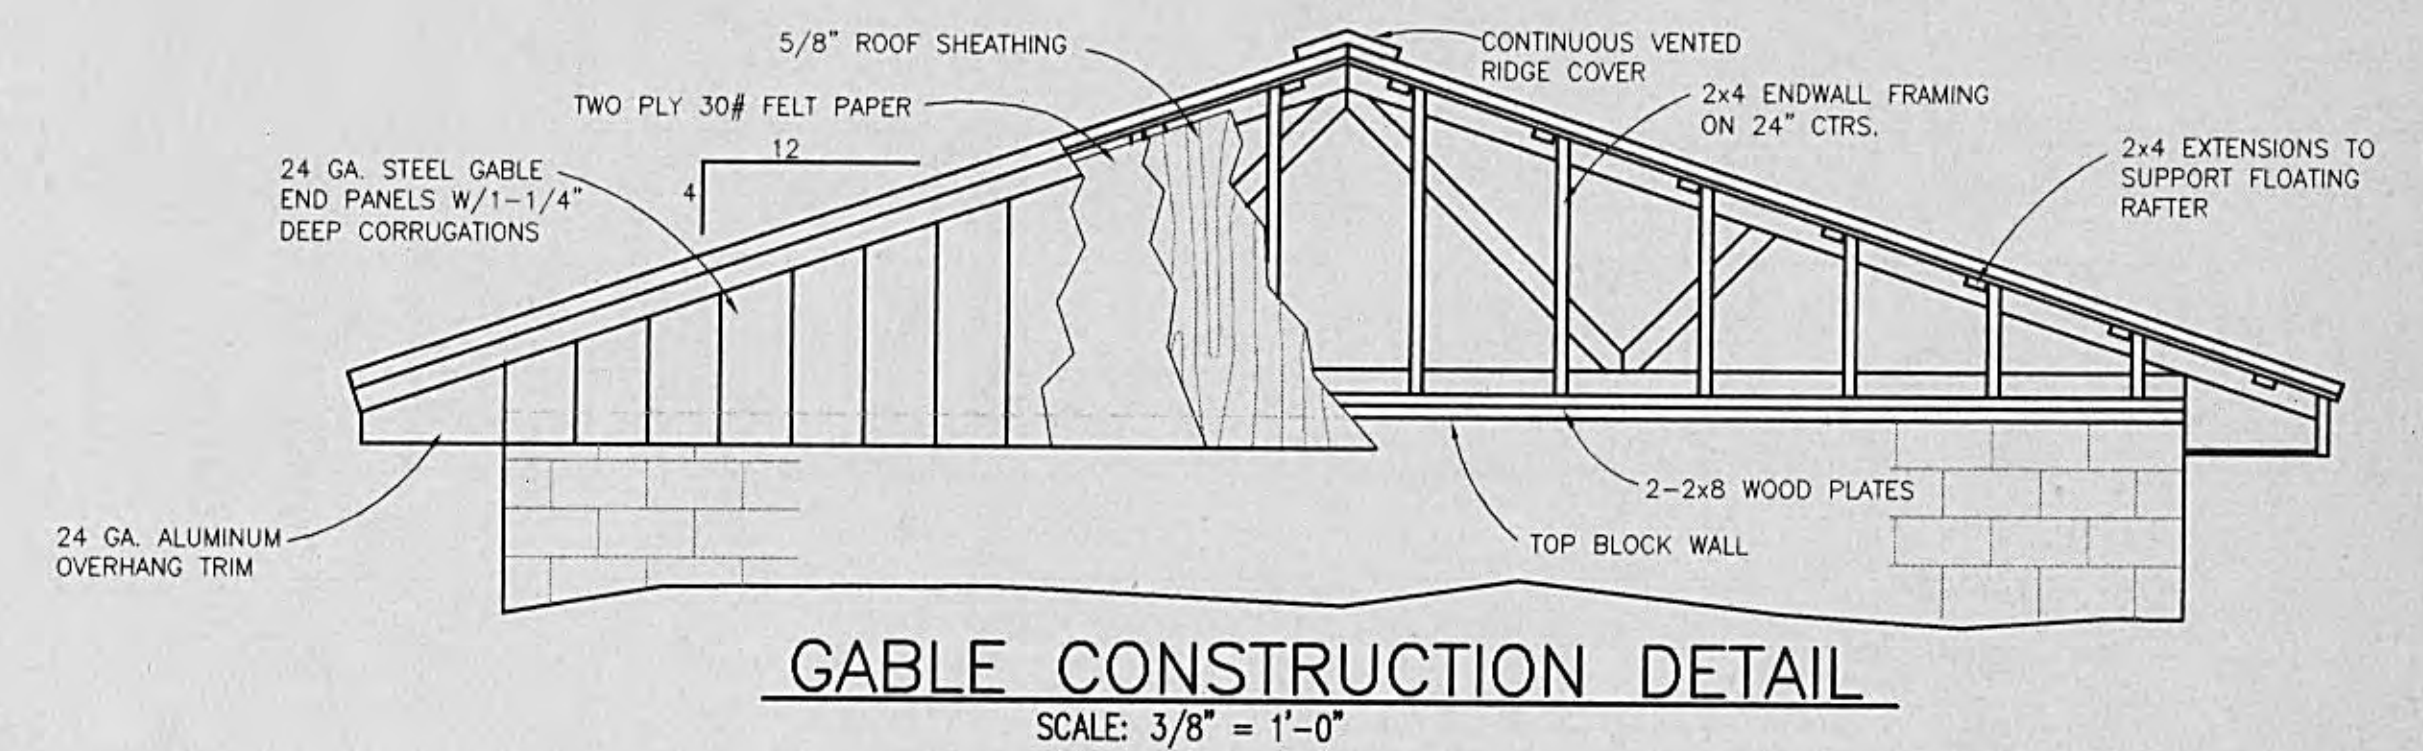 5/8" ROOF SHEATHING
CONTINUOUS VENTED
RIDGE COVER
TWO PLY 30# FELT PAPER
2x4 ENDWALL FRAMING
ON 24" CTRS.
12
4
24 GA. STEEL GABLE
END PANELS W/1-1/4"
DEEP CORRUGATIONS
2x4 EXTENSIONS TO
SUPPORT FLOATING
RAFTER
2-2x8 WOOD PLATES
TOP BLOCK WALL
24 GA. ALUMINUM
OVERHANG TRIM
GABLE CONSTRUCTION DETAIL
SCALE: 3/8" = 1'-0"